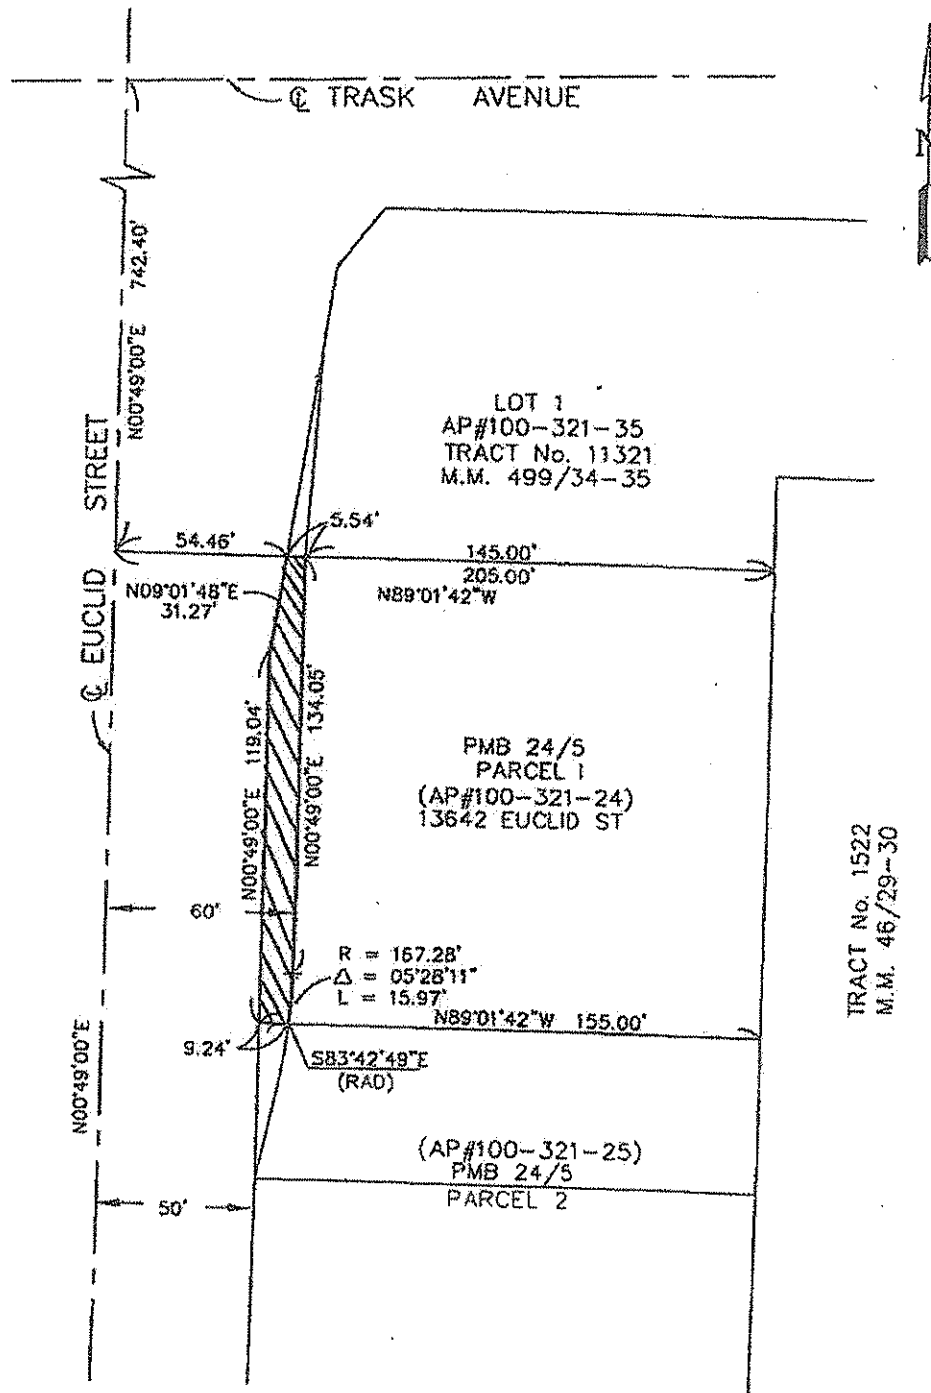 ℄ TRASK AVENUE
N
N00°49'00"E 742.40'
℄ EUCLID STREET
LOT 1
AP#100-321-35
TRACT No. 11321
M.M. 499/34-35
5.54'
54.46'
145.00'
205.00'
N89°01'42"W
N09°01'48"E
31.27'
N00°49'00"E 119.04'
N00°49'00"E 134.05'
PMB 24/5
PARCEL 1
(AP#100-321-24)
13642 EUCLID ST
TRACT No. 1522
M.M. 46/29-30
60'
R = 167.28'
Δ = 05°28'11"
L = 15.97'
N89°01'42"W 155.00'
9.24'
S83°42'49"E
(RAD)
N00°49'00"E
(AP#100-321-25)
PMB 24/5
PARCEL 2
50'